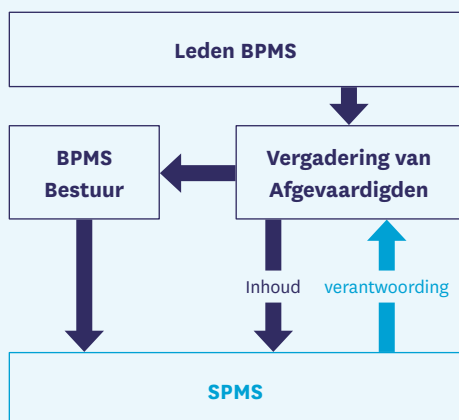 Leden BPMS
BPMS
Bestuur
Vergadering van
Afgevaardigden
Inhoud
verantwoording
SPMS